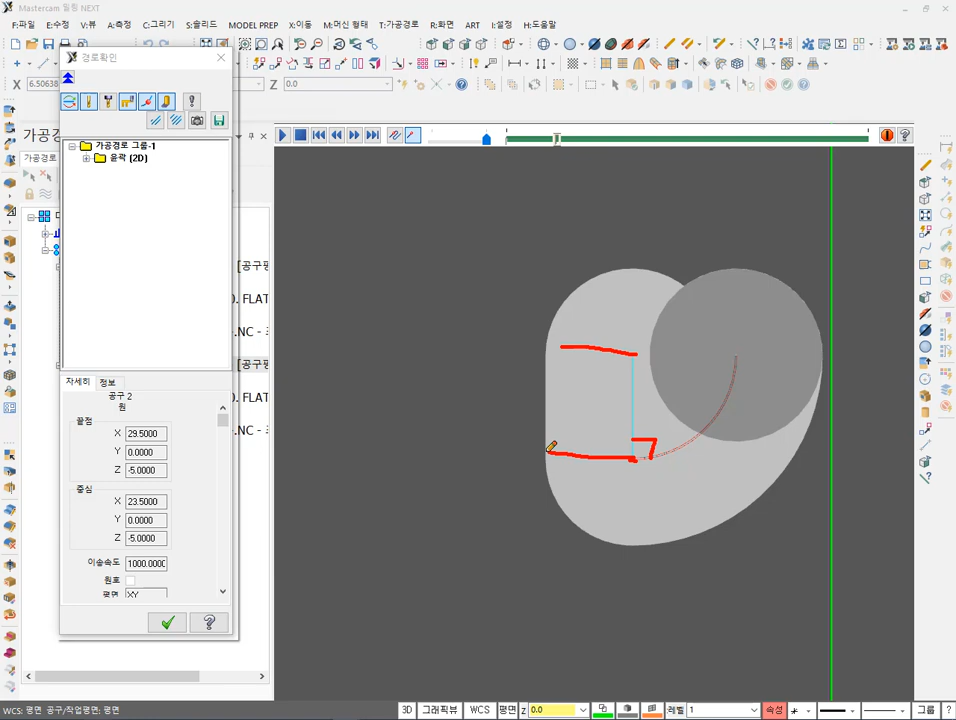 Mastercam 밀링 NEXT
F:파일 E:수정 V:뷰 A:측정 C:그리기 S:솔리드 MODEL PREP X:이동 M:머신 형태 T:가공경로 R:화면 ART I:설정 H:도움말
6.50638
Z 0.0
경로확인
가공경
가공경로
가공경로 그룹-1
윤곽 (2D)
[공구평
0. FLAT
.NC - 프
[공구평
0. FLAT
.NC - 프
자세히 정보
공구 2
원
끝점
X 29.5000
Y 0.0000
Z -5.0000
중심
X 23.5000
Y 0.0000
Z -5.0000
이송속도 1000.0000
원호
평면 XY
WCS: 평면 공구/작업평면: 평면
3D 그래픽뷰 WCS 평면 Z 0.0 레벨 1 속성 그룹